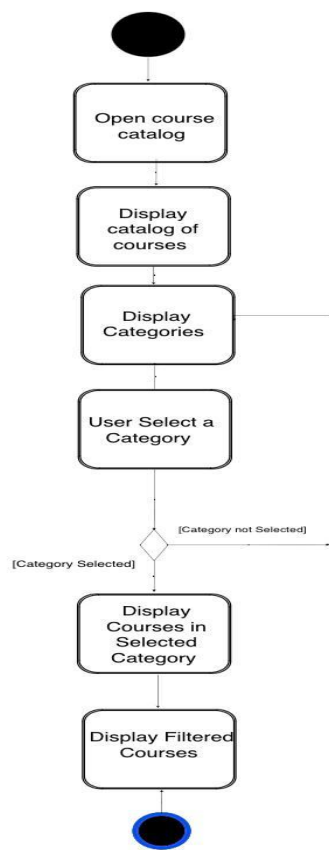 Open course
catalog
Display
catalog of
courses
Display
Categories
User Select a
Category
[Category not Selected]
[Category Selected]
Display
Courses in
Selected
Category
Display Filtered
Courses